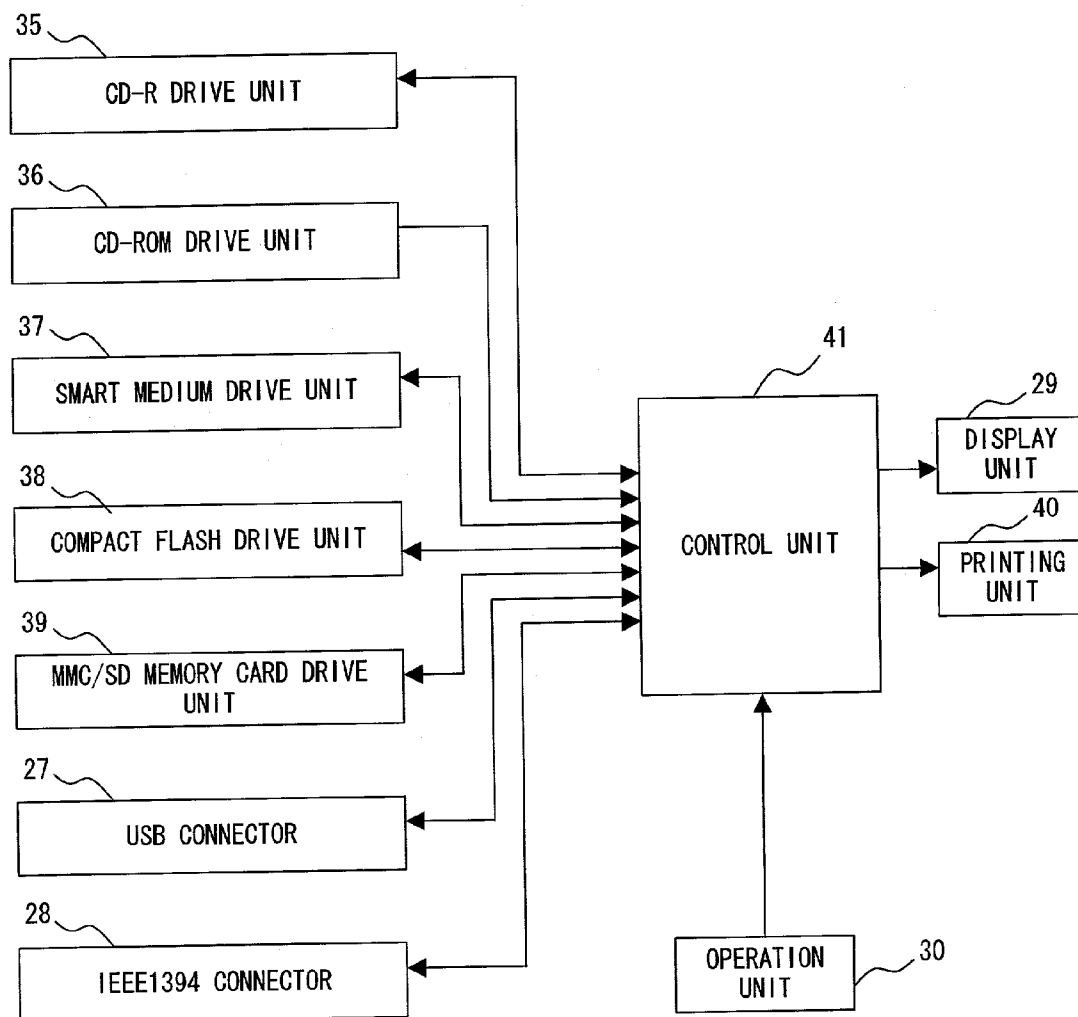 35
CD-R DRIVE UNIT
36
CD-ROM DRIVE UNIT
37
SMART MEDIUM DRIVE UNIT
38
COMPACT FLASH DRIVE UNIT
39
MMC/SD MEMORY CARD DRIVE
UNIT
27
USB CONNECTOR
28
IEEE1394 CONNECTOR
41
CONTROL UNIT
29
DISPLAY
UNIT
40
PRINTING
UNIT
OPERATION
UNIT
30